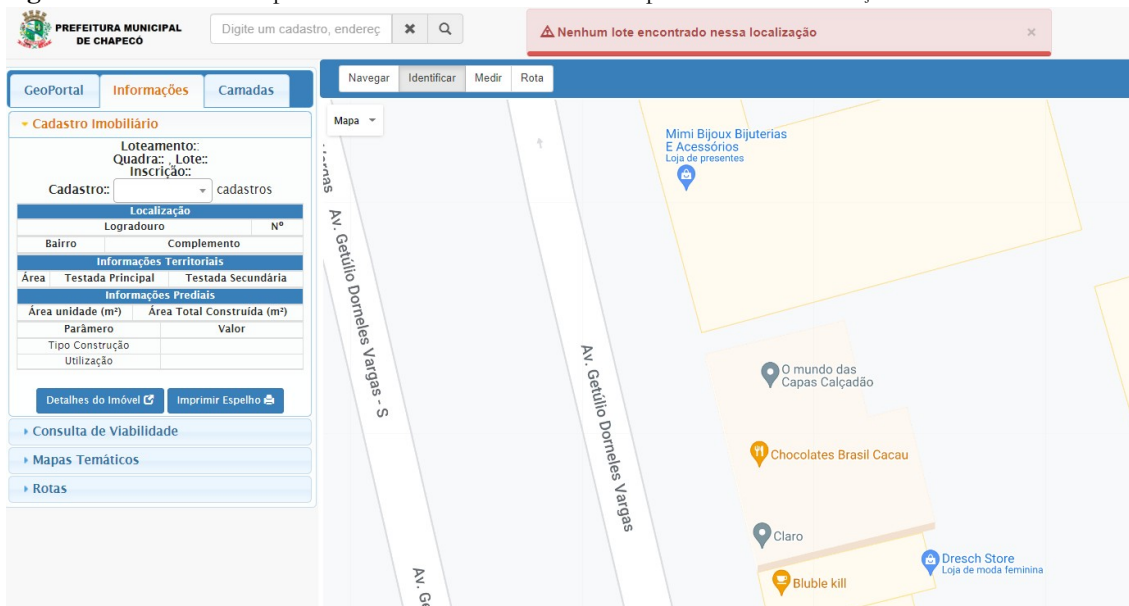 PREFEITURA MUNICIPAL
DE CHAPECÓ
Digite um cadastro, endereç
Nenhum lote encontrado nessa localização
GeoPortal Informações Camadas
Navegar Identificar Medir Rota
Cadastro Imobiliário
Loteamento::
Quadra:: , Lote::
Inscrição::
Cadastro:: cadastros
Localização
Logradouro Nº
Bairro Complemento
Informações Territoriais
Área Testada Principal Testada Secundária
Informações Prediais
Área unidade (m²) Área Total Construída (m²)
Parâmero Valor
Tipo Construção
Utilização
Detalhes do Imóvel Imprimir Espelho
Consulta de Viabilidade
Mapas Temáticos
Rotas
Mapa
Mimi Bijoux Bijuterias
E Acessórios
Loja de presentes
Av. Getúlio Dorneles Vargas - S
Av. Getúlio Dorneles Vargas
O mundo das
Capas Calçadão
Chocolates Brasil Cacau
Claro
Dresch Store
Loja de moda feminina
Bluble kill